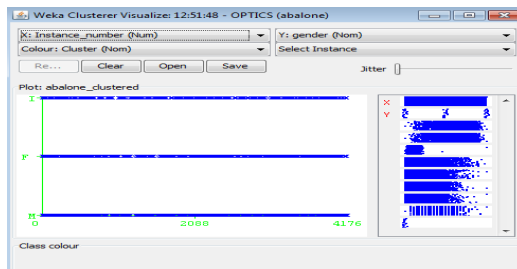 Weka Clusterer Visualize: 12:51:48 - OPTICS (abalone)
X: Instance_number (Num) Y: gender (Nom)
Colour: Cluster (Nom) Select Instance
Re... Clear Open Save Jitter
Plot: abalone_clustered
I
F
M
0 2088 4176
X
Y
Class colour